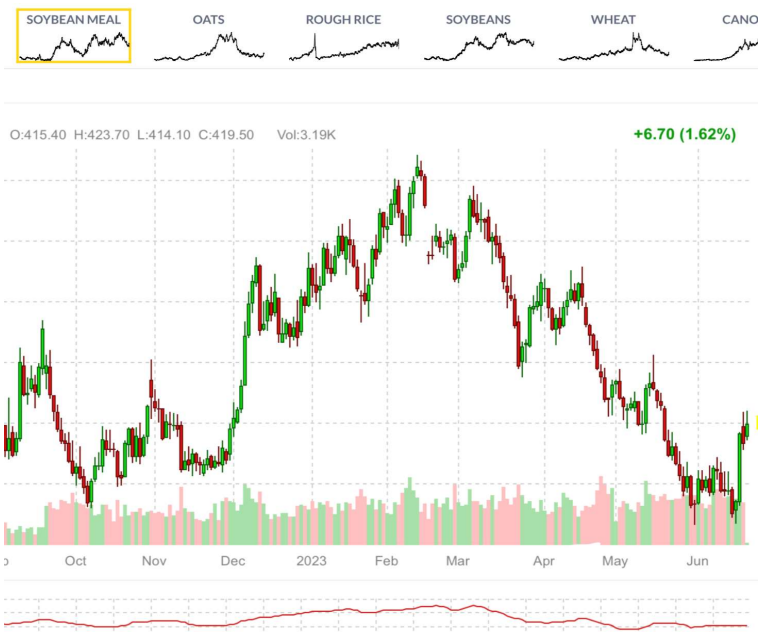 SOYBEAN MEAL OATS ROUGH RICE SOYBEANS WHEAT CANO
O:415.40 H:423.70 L:414.10 C:419.50 Vol:3.19K +6.70 (1.62%)
Oct Nov Dec 2023 Feb Mar Apr May Jun